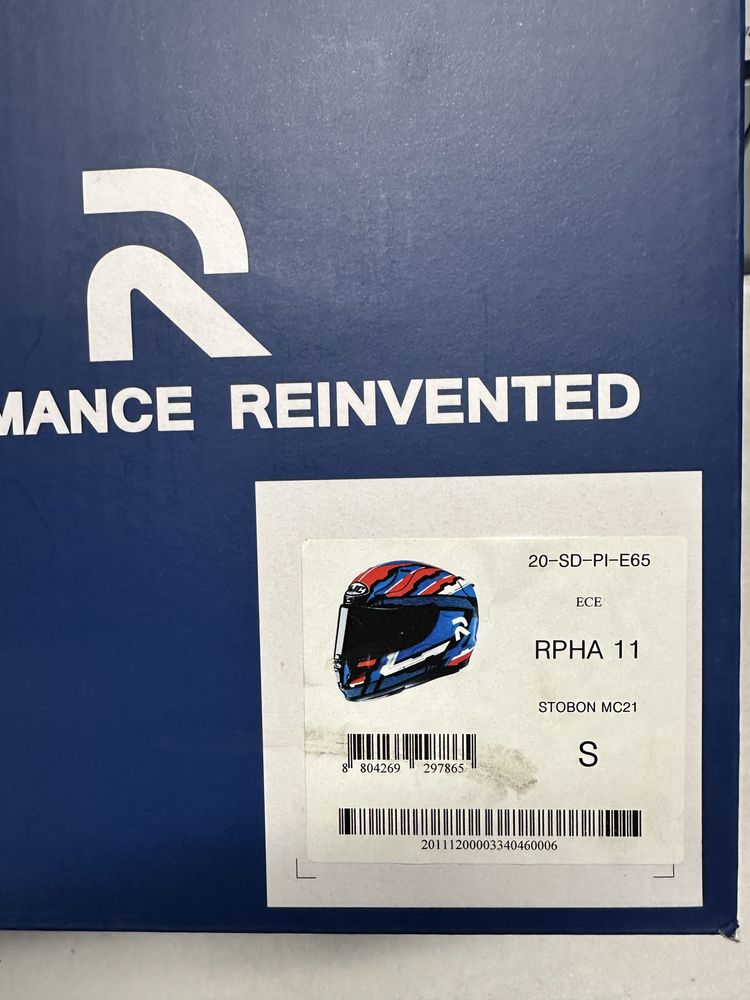 MANCE REINVENTED
20-SD-PI-E65
ECE
RPHA 11
STOBON MC21
S
8 804269 297865
20111200003340460006